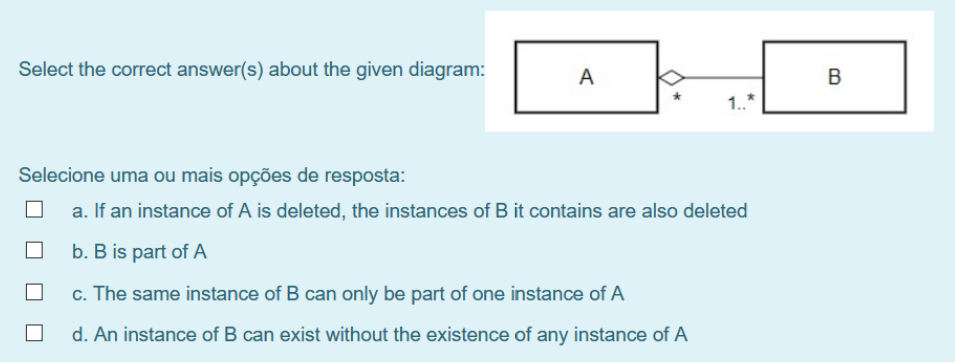 Select the correct answer(s) about the given diagram:
A
B
*
1..*
Selecione uma ou mais opções de resposta:
a. If an instance of A is deleted, the instances of B it contains are also deleted
b. B is part of A
c. The same instance of B can only be part of one instance of A
d. An instance of B can exist without the existence of any instance of A